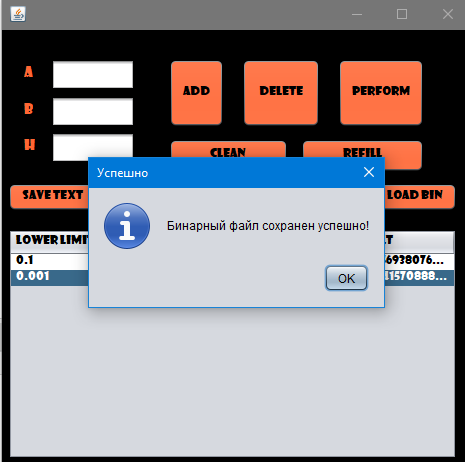 A
B
H
ADD DELETE PERFORM
CLEAN REFILL
Успешно
SAVE TEXT LOAD BIN
Бинарный файл сохранен успешно!
LOWER LIMI
0.1
0.001
OK